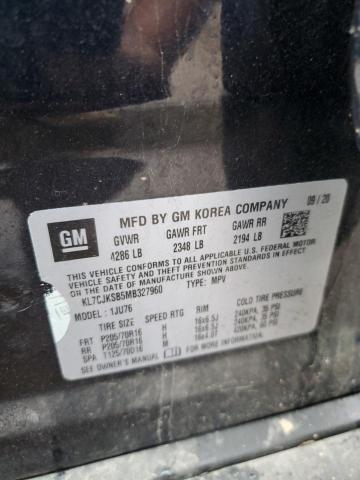 GM
MFD BY GM KOREA COMPANY 09/20
GVWR GAWR FRT GAWR RR
4286 LB 2348 LB 2194 LB
THIS VEHICLE CONFORMS TO ALL APPLICABLE U.S. FEDERAL MOTOR
VEHICLE SAFETY, BUMPER, AND THEFT PREVENTION STANDARDS IN
EFFECT ON THE DATE OF MANUFACTURE SHOWN ABOVE.
KL7CJKSB5MB327960 TYPE: MPV
MODEL: 1JU76
TIRE SIZE SPEED RTG RIM COLD TIRE PRESSURE
FRT P205/70R16 H 16x6.5J 240KPA, 35 PSI
RR P205/70R16 H 16x6.5J 240KPA, 35 PSI
SPA T125/70D16 M 16x4.0T 420KPA, 60 PSI
SEE OWNER'S MANUAL FOR ADDITIONAL INFORMATION